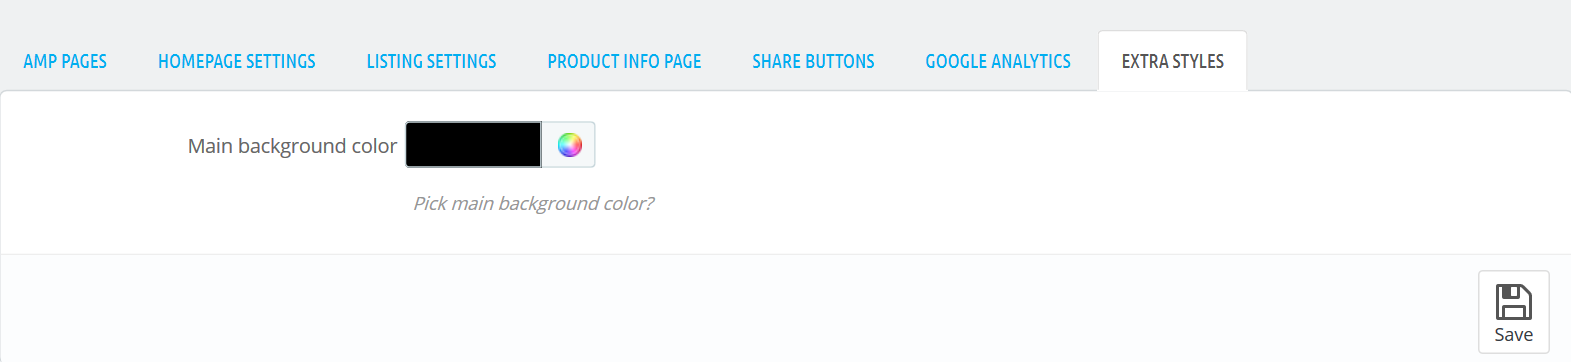 AMP PAGES HOMEPAGE SETTINGS LISTING SETTINGS PRODUCT INFO PAGE SHARE BUTTONS GOOGLE ANALYTICS EXTRA STYLES
Main background color
Pick main background color?
Save